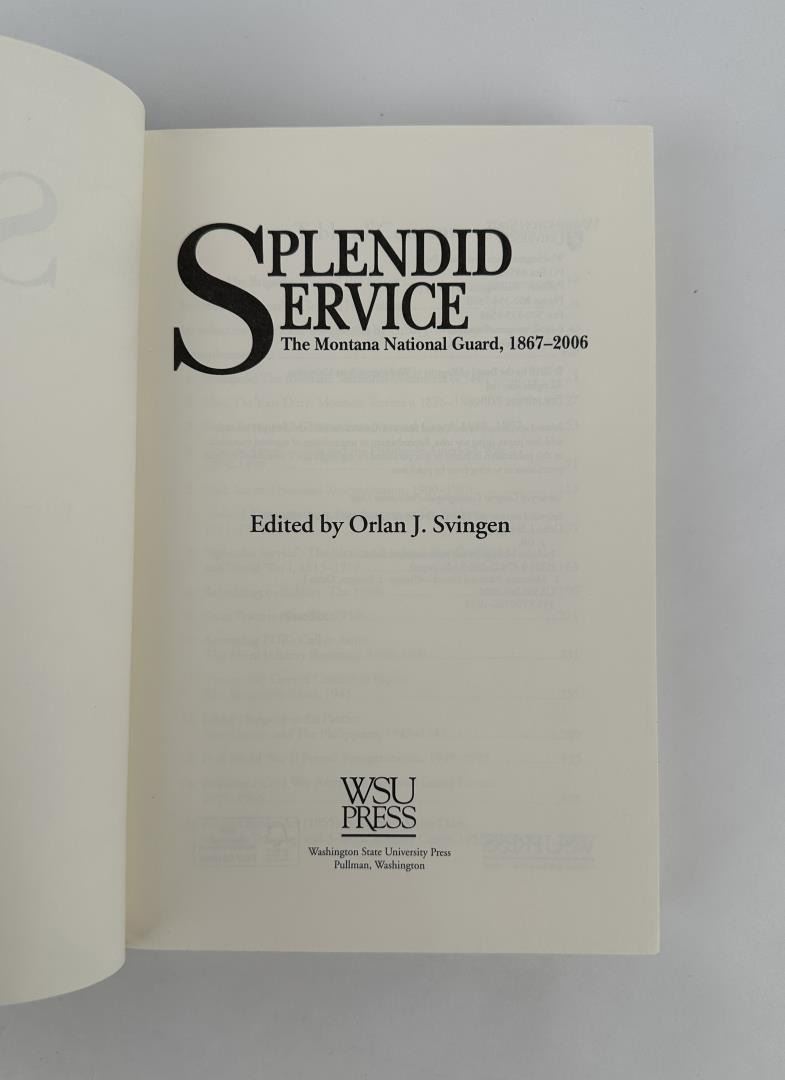 SPLENDID
SERVICE
The Montana National Guard, 1867–2006
Edited by Orlan J. Svingen
WSU
PRESS
Washington State University Press
Pullman, Washington